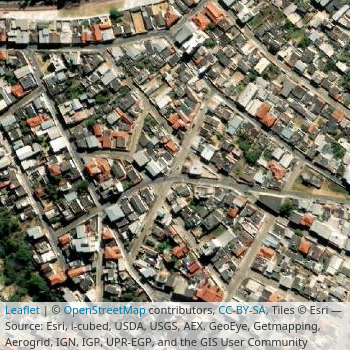 Leaflet | © OpenStreetMap contributors, CC-BY-SA, Tiles © Esri —
Source: Esri, i-cubed, USDA, USGS, AEX, GeoEye, Getmapping,
Aerogrid, IGN, IGP, UPR-EGP, and the GIS User Community